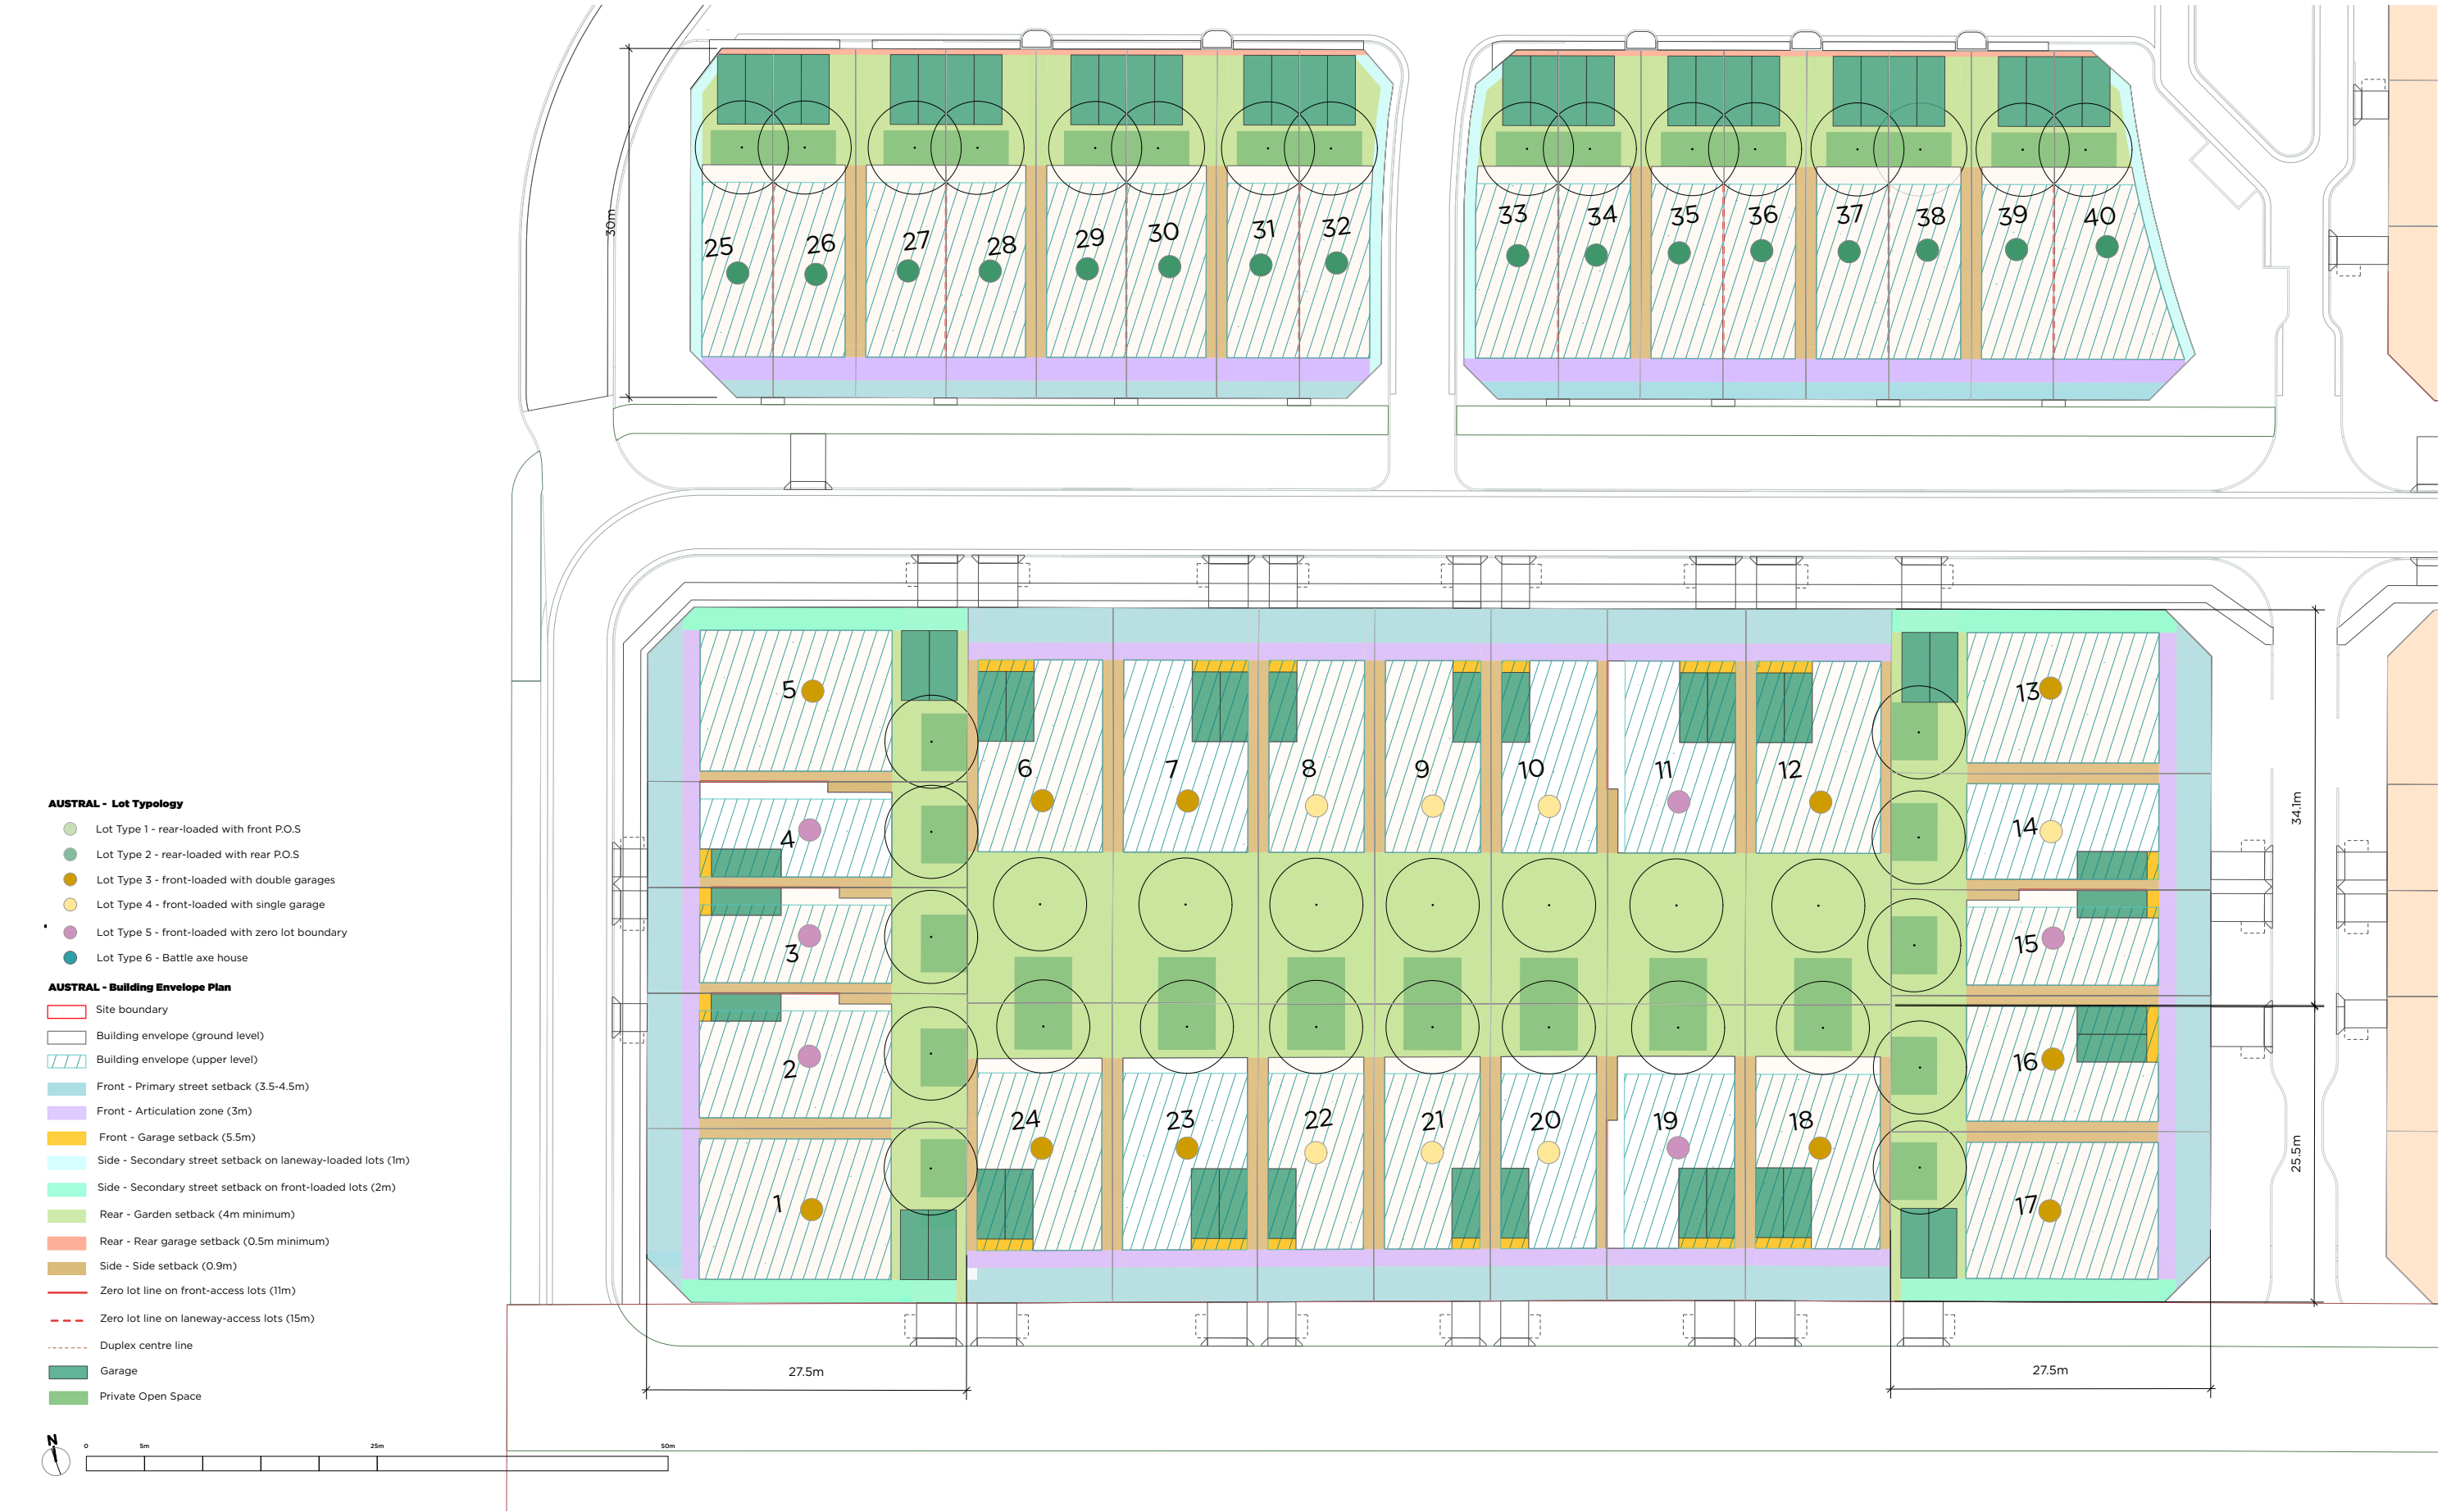 30m
25
26
27
28
29
30
31
32
33
34
35
36
37
38
39
40
5
6
7
8
9
10
11
12
13
4
14
34.1m
3
15
2
16
24
23
22
21
20
19
18
25.5m
1
17
27.5m
27.5m
AUSTRAL - Lot Typology
Lot Type 1 - rear-loaded with front P.O.S
Lot Type 2 - rear-loaded with rear P.O.S
Lot Type 3 - front-loaded with double garages
Lot Type 4 - front-loaded with single garage
Lot Type 5 - front-loaded with zero lot boundary
Lot Type 6 - Battle axe house
AUSTRAL - Building Envelope Plan
Site boundary
Building envelope (ground level)
Building envelope (upper level)
Front - Primary street setback (3.5-4.5m)
Front - Articulation zone (3m)
Front - Garage setback (5.5m)
Side - Secondary street setback on laneway-loaded lots (1m)
Side - Secondary street setback on front-loaded lots (2m)
Rear - Garden setback (4m minimum)
Rear - Rear garage setback (0.5m minimum)
Side - Side setback (0.9m)
Zero lot line on front-access lots (11m)
Zero lot line on laneway-access lots (15m)
Duplex centre line
Garage
Private Open Space
N
0 5m 25m 50m